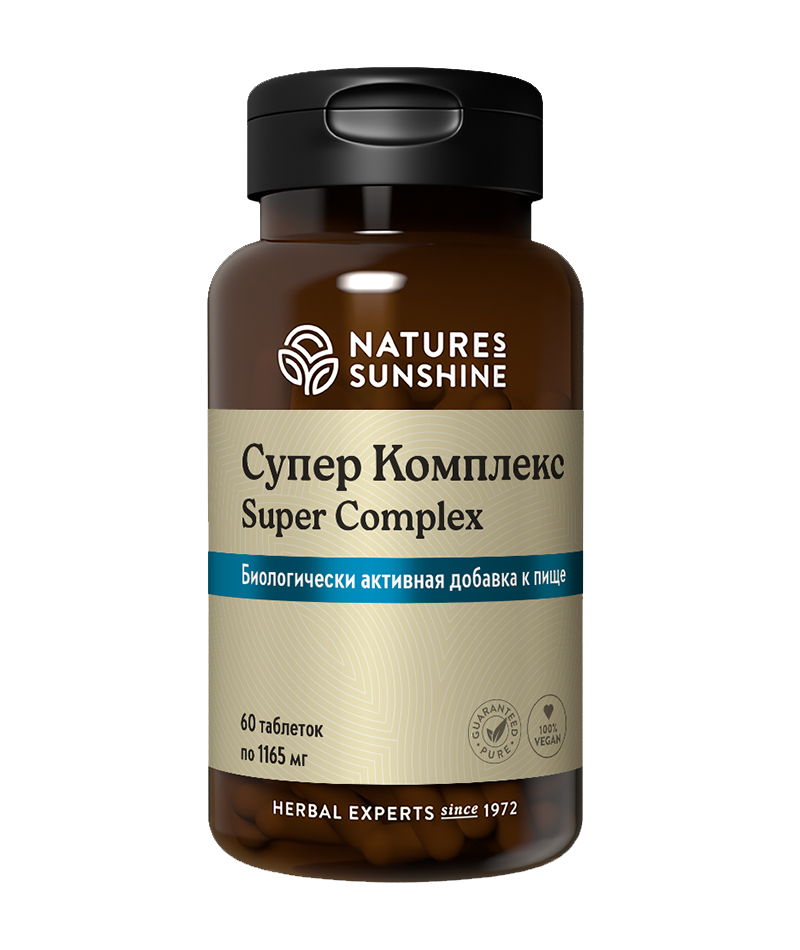 NATURES
SUNSHINE
Супер Комплекс
Super Complex
Биологически активная добавка к пище
60 таблеток
по 1165 мг
GUARANTEED
• PURE •
100%
VEGAN
HERBAL EXPERTS since 1972